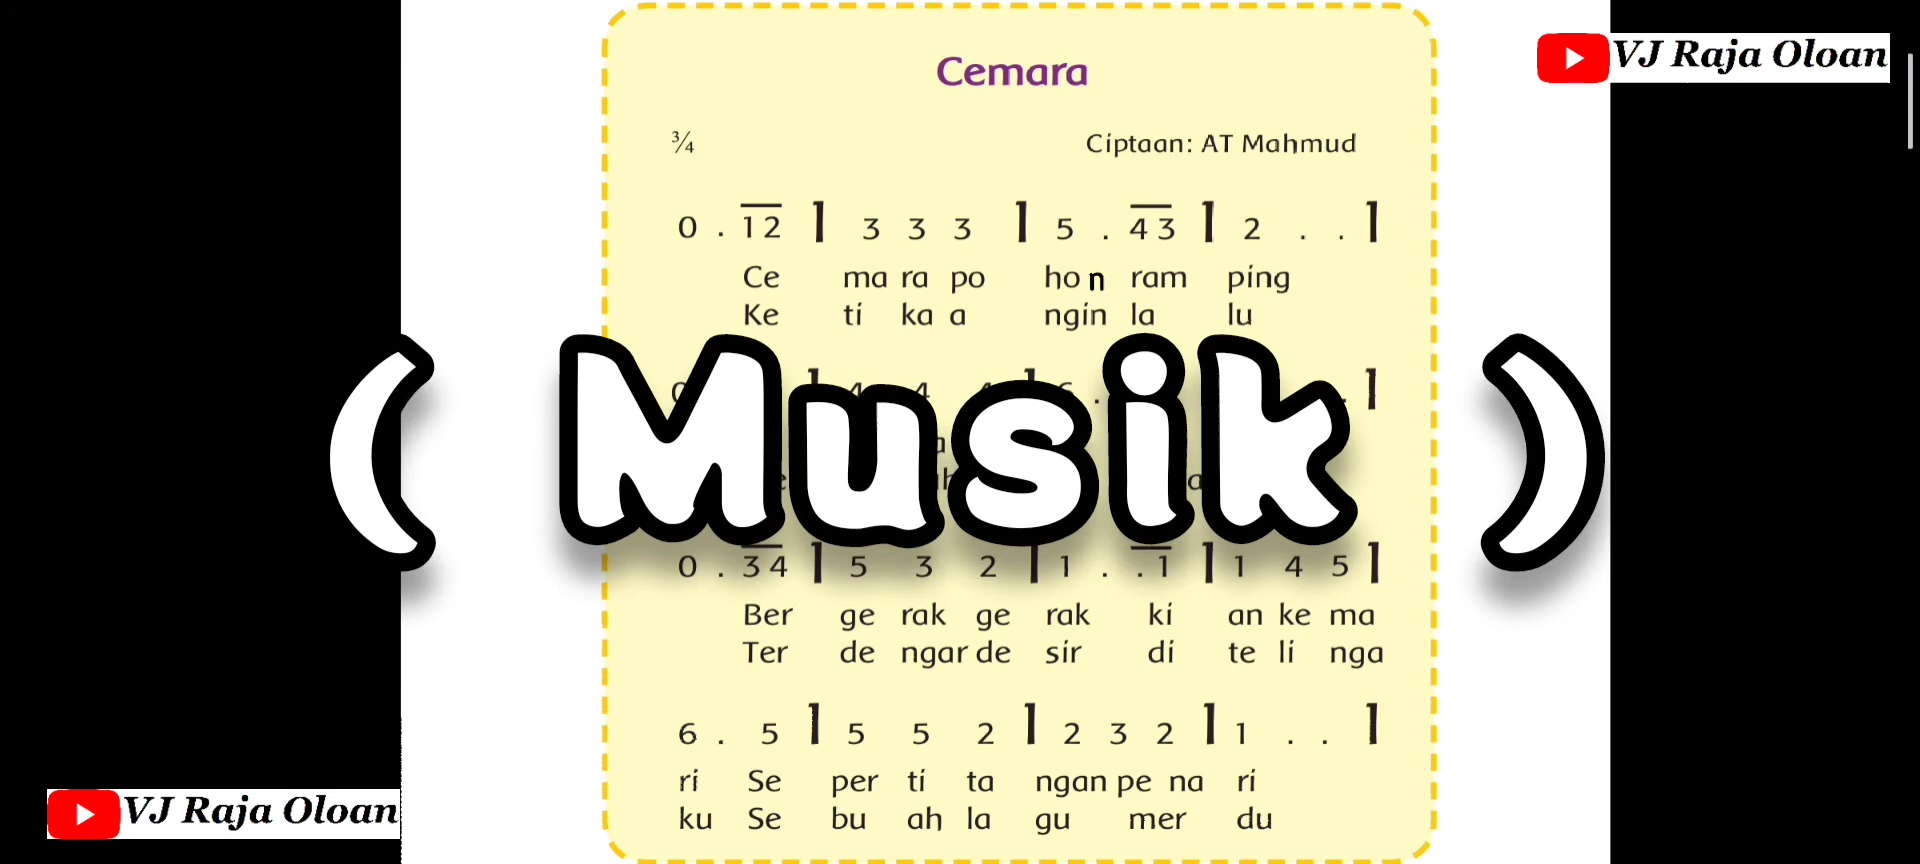 VJ Raja Oloan
Cemara
3/4 Ciptaan: AT Mahmud
0 . 12 | 3 3 3 | 5 . 43 | 2 . . |
Ce ma ra po hon ram ping
Ke ti ka a ngin la lu
( Musik )
0 . 34 | 5 3 2 | 1 . . 1 | 1 4 5 |
Ber ge rak ge rak ki an ke ma
Ter de ngar de sir di te li nga
6 . 5 | 5 5 2 | 2 3 2 | 1 . . |
ri Se per ti ta ngan pe na ri
ku Se bu ah la gu mer du
VJ Raja Oloan